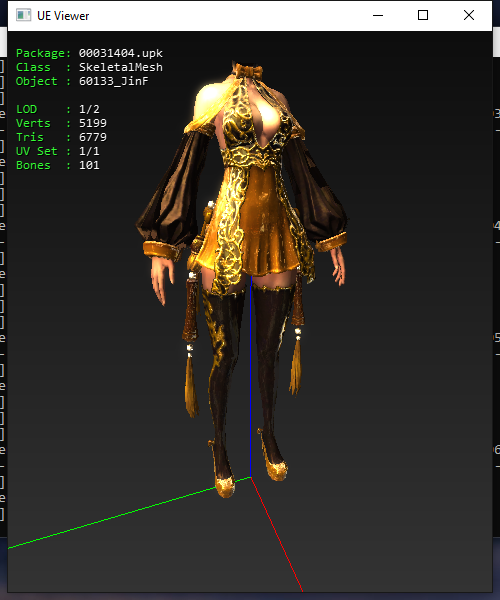 UE Viewer
Package: 00031404.upk
Class : SkeletalMesh
Object : 60133_JinF
LOD : 1/2
Verts : 5199
Tris : 6779
UV Set : 1/1
Bones : 101